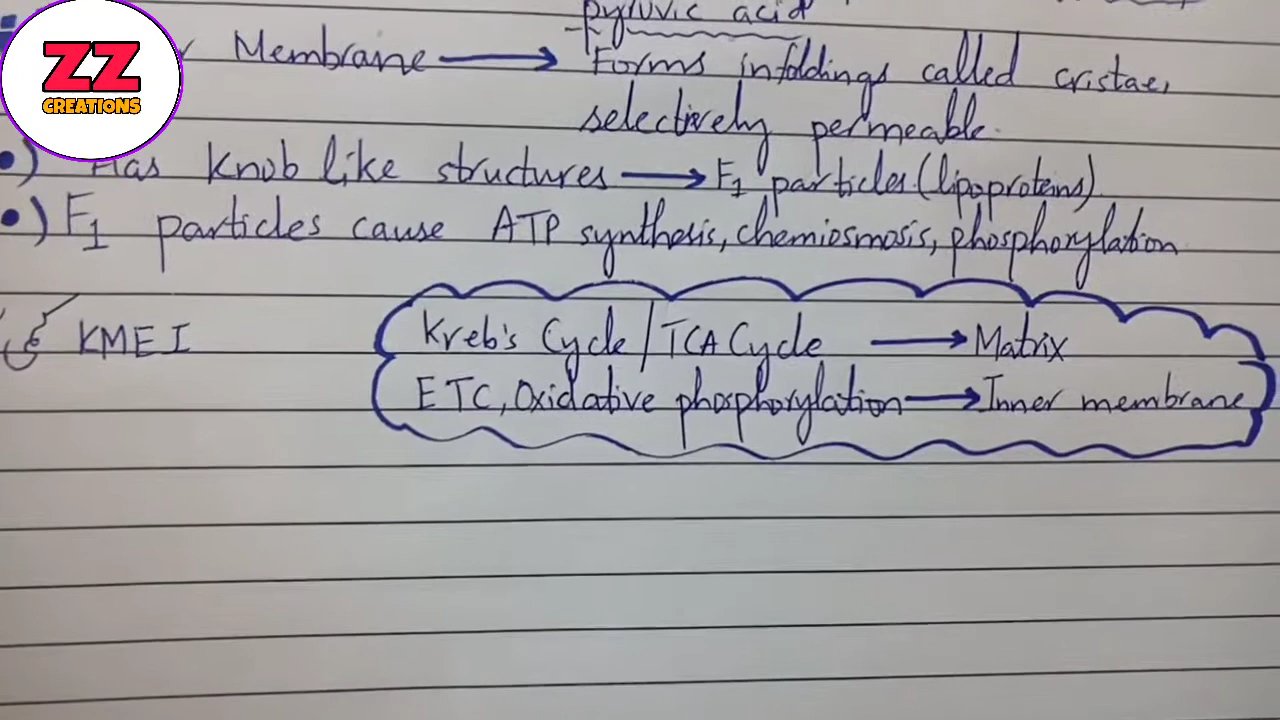 pyruvic acid
Membrane → Forms infoldings called cristae,
selectively permeable.
ZZ
CREATIONS
•) Has Knob like structures → F1 particles (lipoproteins)
•) F1 particles cause ATP synthesis, chemiosmosis, phosphorylation
KMEI
Kreb's Cycle/TCA Cycle → Matrix
ETC, Oxidative phosphorylation → Inner membrane